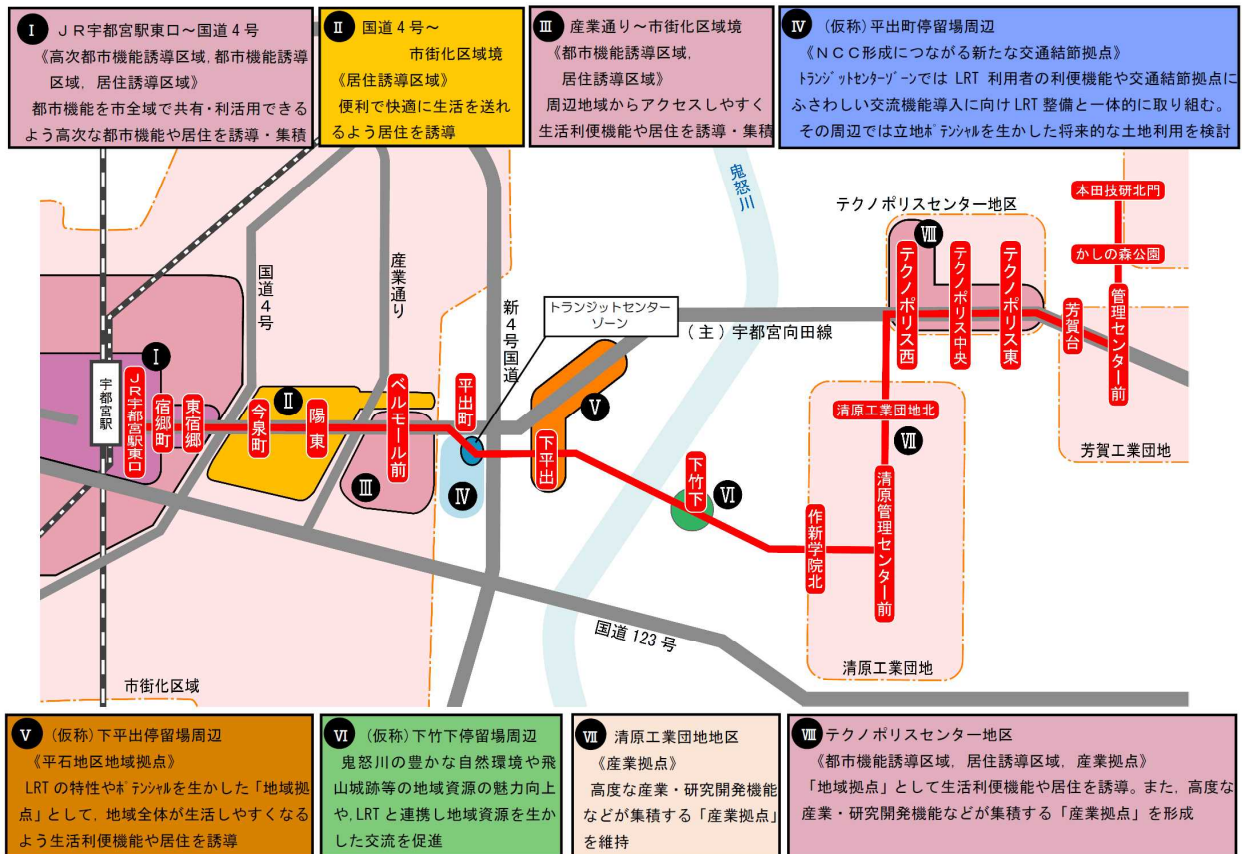 Ⅰ ＪＲ宇都宮駅東口～国道４号
《高次都市機能誘導区域，都市機能誘導
区域，居住誘導区域》
都市機能を市全域で共有・利活用できる
よう高次な都市機能や居住を誘導・集積
Ⅱ 国道４号～
市街化区域境
《居住誘導区域》
便利で快適に生活を送れ
るよう居住を誘導
Ⅲ 産業通り～市街化区域境
《都市機能誘導区域，
居住誘導区域》
周辺地域からアクセスしやすく
生活利便機能や居住を誘導・集積
Ⅳ （仮称）平出町停留場周辺
《ＮＣＣ形成につながる新たな交通結節拠点》
ﾄﾗﾝｼﾞｯﾄｾﾝﾀｰｿﾞｰﾝでは LRT 利用者の利便機能や交通結節拠点に
ふさわしい交流機能導入に向け LRT 整備と一体的に取り組む。
その周辺では立地ﾎﾟﾃﾝｼｬﾙを生かした将来的な土地利用を検討
鬼怒川
テクノポリスセンター地区
本田技研北門
かしの森公園
管理センター前
芳賀台
Ⅷ
テクノポリス西
テクノポリス中央
テクノポリス東
国道４号
産業通り
新４号国道
トランジットセンター
ゾーン
（主）宇都宮向田線
宇都宮駅
Ⅰ
ＪＲ宇都宮駅東口
宿郷町
東宿郷
今泉町
Ⅱ
陽東
ベルモール前
Ⅲ
平出町
Ⅳ
下平出
Ⅴ
下竹下
Ⅵ
作新学院北
清原管理センター前
清原工業団地北
Ⅶ
芳賀工業団地
清原工業団地
国道 123 号
市街化区域
Ⅴ （仮称）下平出停留場周辺
《平石地区地域拠点》
LRT の特性やﾎﾟﾃﾝｼｬﾙを生かした「地域拠
点」として，地域全体が生活しやすくなる
よう生活利便機能や居住を誘導
Ⅵ （仮称）下竹下停留場周辺
鬼怒川の豊かな自然環境や飛
山城跡等の地域資源の魅力向上
や，LRT と連携し地域資源を生か
した交流を促進
Ⅶ 清原工業団地地区
《産業拠点》
高度な産業・研究開発機能
などが集積する「産業拠点」
を維持
Ⅷ テクノポリスセンター地区
《都市機能誘導区域，居住誘導区域，産業拠点》
「地域拠点」として生活利便機能や居住を誘導。また，高度な
産業・研究開発機能などが集積する「産業拠点」を形成